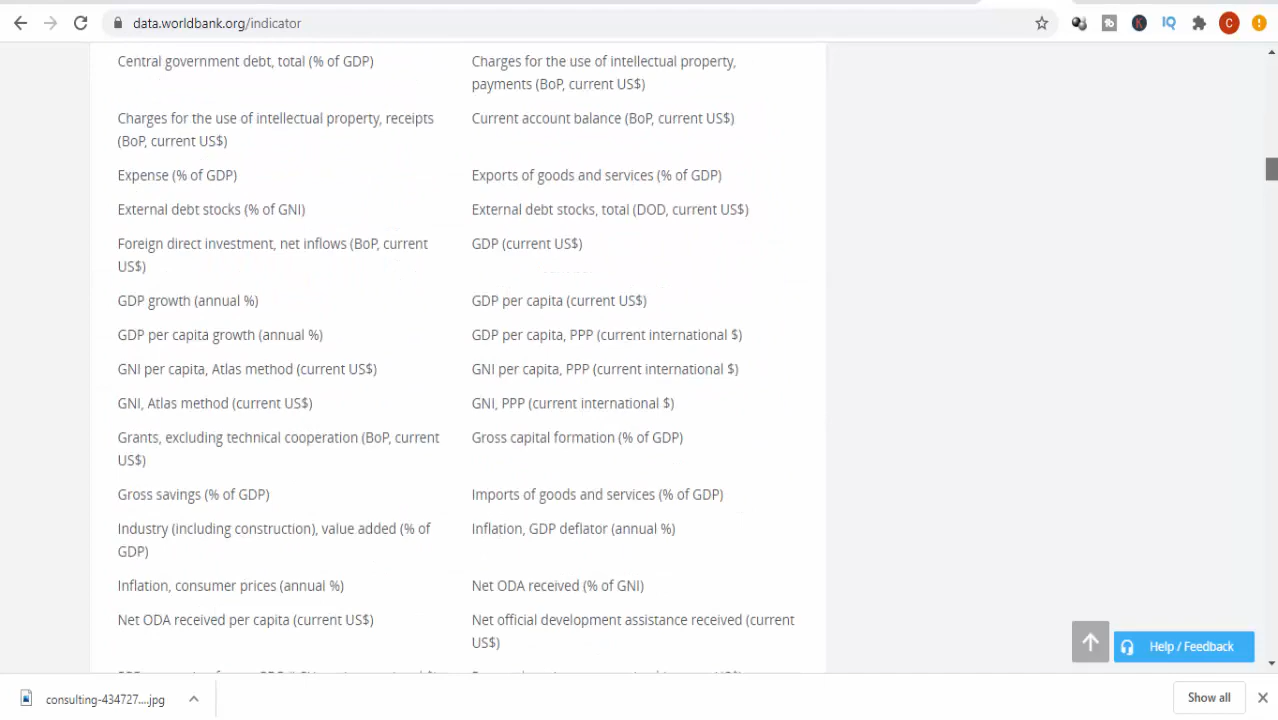 data.worldbank.org/indicator
K
IQ
C
Central government debt, total (% of GDP)
Charges for the use of intellectual property,
payments (BoP, current US$)
Charges for the use of intellectual property, receipts
(BoP, current US$)
Current account balance (BoP, current US$)
Expense (% of GDP)
Exports of goods and services (% of GDP)
External debt stocks (% of GNI)
External debt stocks, total (DOD, current US$)
Foreign direct investment, net inflows (BoP, current
US$)
GDP (current US$)
GDP growth (annual %)
GDP per capita (current US$)
GDP per capita growth (annual %)
GDP per capita, PPP (current international $)
GNI per capita, Atlas method (current US$)
GNI per capita, PPP (current international $)
GNI, Atlas method (current US$)
GNI, PPP (current international $)
Grants, excluding technical cooperation (BoP, current
US$)
Gross capital formation (% of GDP)
Gross savings (% of GDP)
Imports of goods and services (% of GDP)
Industry (including construction), value added (% of
GDP)
Inflation, GDP deflator (annual %)
Inflation, consumer prices (annual %)
Net ODA received (% of GNI)
Net ODA received per capita (current US$)
Net official development assistance received (current
US$)
Help / Feedback
consulting-434727....jpg
Show all